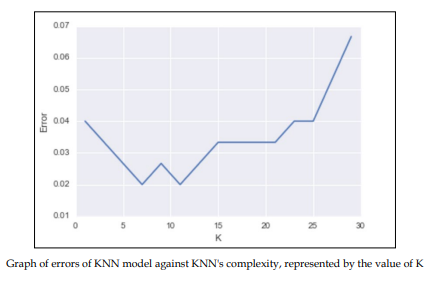 0.07
0.06
0.05
0.04
0.03
0.02
0.01
Error
0 5 10 15 20 25 30
K
Graph of errors of KNN model against KNN's complexity, represented by the value of K